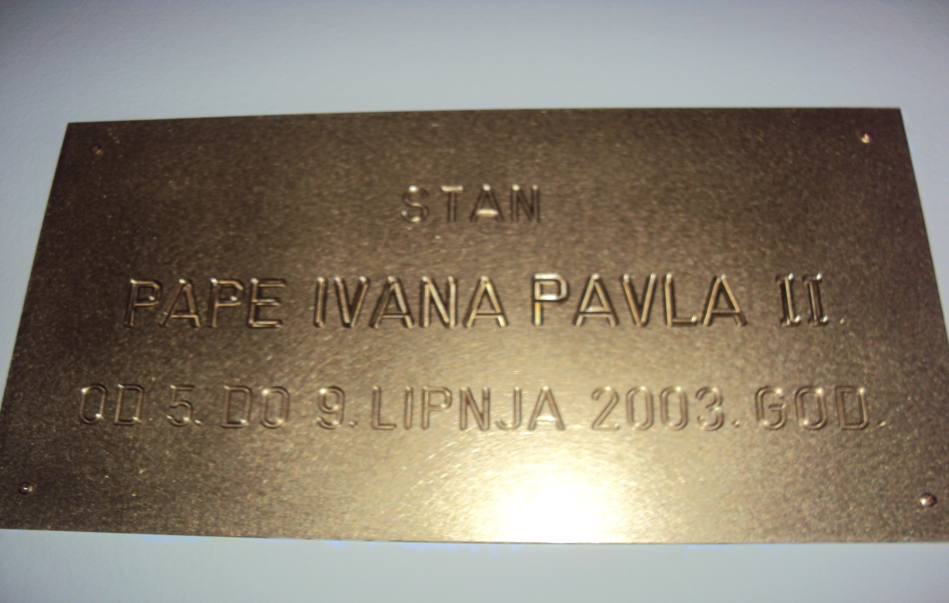 STAN
PAPE IVANA PAVLA II.
OD 5. DO 9. LIPNJA 2003. GOD.